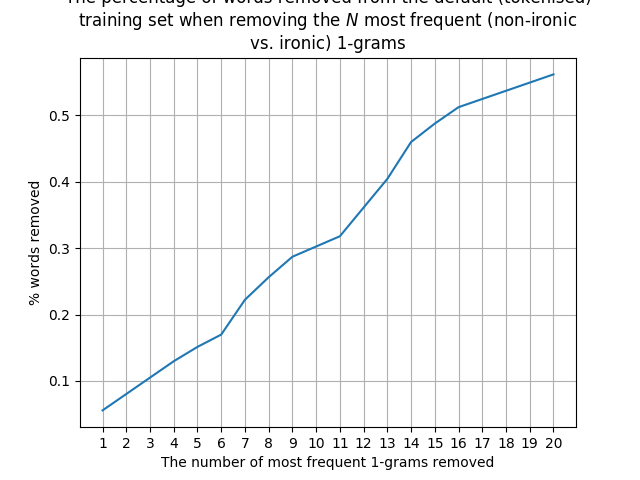 The percentage of words removed from the default (tokenised)
training set when removing the N most frequent (non-ironic
vs. ironic) 1-grams
0.5
0.4
0.3
0.2
0.1
% words removed
1 2 3 4 5 6 7 8 9 10 11 12 13 14 15 16 17 18 19 20
The number of most frequent 1-grams removed